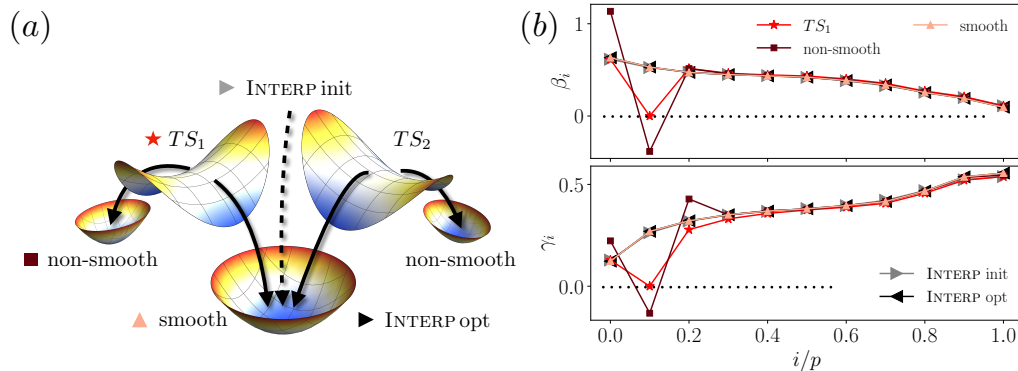 (a)
INTERP init
TS₁
TS₂
non-smooth
non-smooth
smooth
INTERP opt
(b)
TS₁
smooth
non-smooth
1
0
βᵢ
0.5
0.0
γᵢ
INTERP init
INTERP opt
0.0 0.2 0.4 0.6 0.8 1.0
i/p